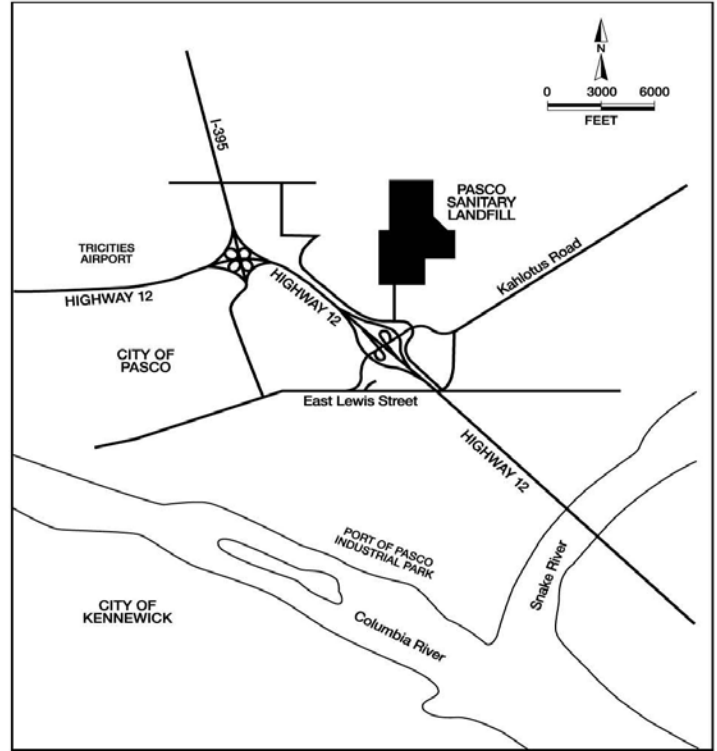 N
0 3000 6000
FEET
I-395
PASCO
SANITARY
LANDFILL
Kahlotus Road
TRICITIES
AIRPORT
HIGHWAY 12
HIGHWAY 12
CITY OF
PASCO
East Lewis Street
HIGHWAY 12
PORT OF PASCO
INDUSTRIAL PARK
Snake River
CITY OF
KENNEWICK
Columbia River